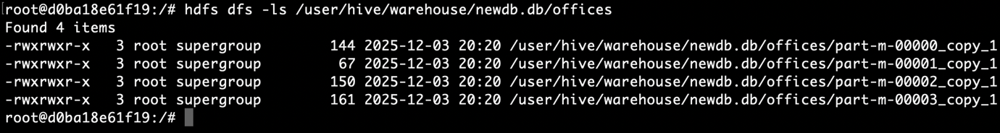 root@d0ba18e61f19:/# hdfs dfs -ls /user/hive/warehouse/newdb.db/offices
Found 4 items
-rwxrwxr-x   3 root supergroup        144 2025-12-03 20:20 /user/hive/warehouse/newdb.db/offices/part-m-00000_copy_1
-rwxrwxr-x   3 root supergroup         67 2025-12-03 20:20 /user/hive/warehouse/newdb.db/offices/part-m-00001_copy_1
-rwxrwxr-x   3 root supergroup        150 2025-12-03 20:20 /user/hive/warehouse/newdb.db/offices/part-m-00002_copy_1
-rwxrwxr-x   3 root supergroup        161 2025-12-03 20:20 /user/hive/warehouse/newdb.db/offices/part-m-00003_copy_1
root@d0ba18e61f19:/#